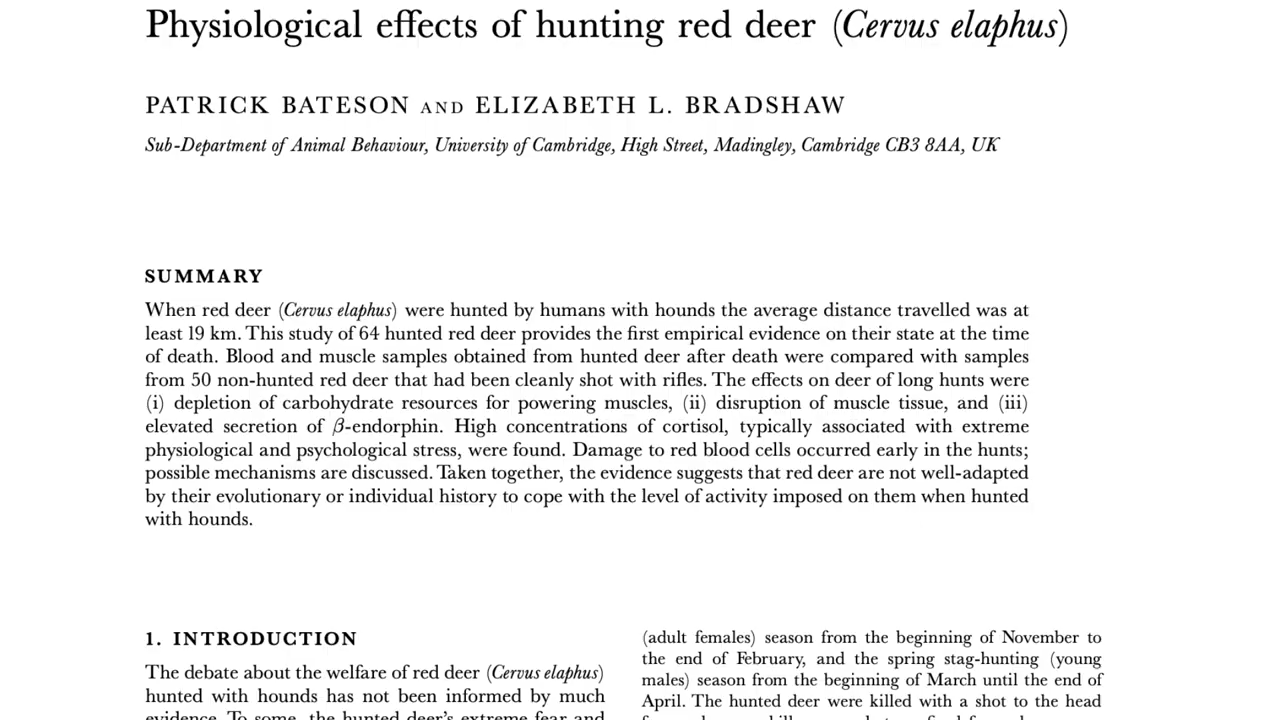 Physiological effects of hunting red deer (Cervus elaphus)
PATRICK BATESON AND ELIZABETH L. BRADSHAW
Sub-Department of Animal Behaviour, University of Cambridge, High Street, Madingley, Cambridge CB3 8AA, UK
SUMMARY
When red deer (Cervus elaphus) were hunted by humans with hounds the average distance travelled was at
least 19 km. This study of 64 hunted red deer provides the first empirical evidence on their state at the time
of death. Blood and muscle samples obtained from hunted deer after death were compared with samples
from 50 non-hunted red deer that had been cleanly shot with rifles. The effects on deer of long hunts were
(i) depletion of carbohydrate resources for powering muscles, (ii) disruption of muscle tissue, and (iii)
elevated secretion of β-endorphin. High concentrations of cortisol, typically associated with extreme
physiological and psychological stress, were found. Damage to red blood cells occurred early in the hunts;
possible mechanisms are discussed. Taken together, the evidence suggests that red deer are not well-adapted
by their evolutionary or individual history to cope with the level of activity imposed on them when hunted
with hounds.
1. INTRODUCTION
The debate about the welfare of red deer (Cervus elaphus)
hunted with hounds has not been informed by much
evidence. To some, the hunted deer's extreme fear and
(adult females) season from the beginning of November to
the end of February, and the spring stag-hunting (young
males) season from the beginning of March until the end of
April. The hunted deer were killed with a shot to the head